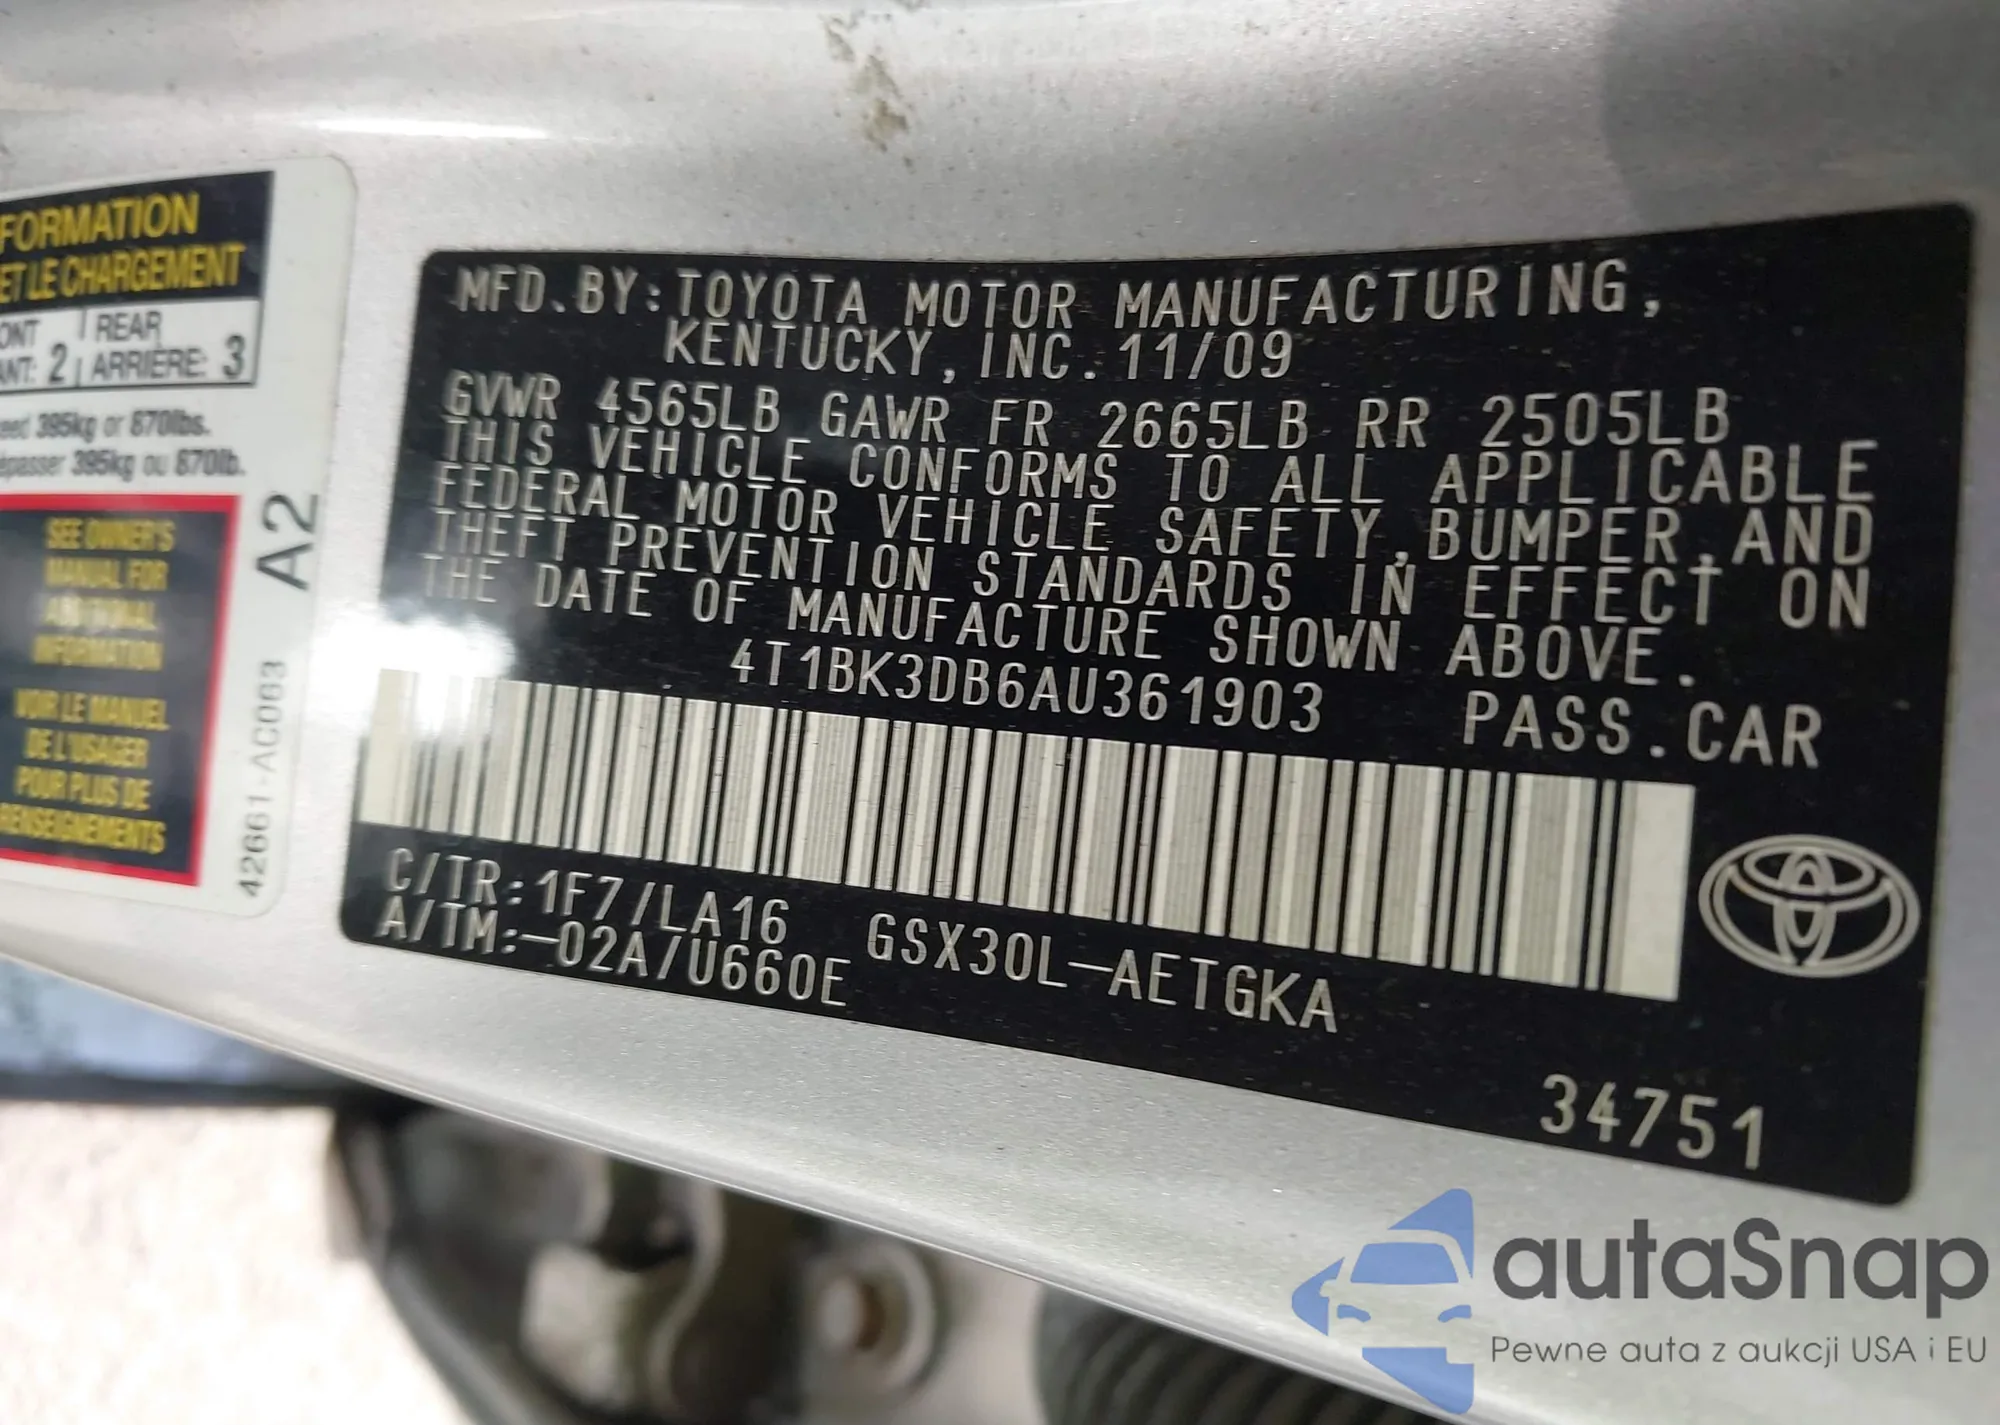 FORMATION
ET LE CHARGEMENT
REAR
2 ARRIÈRE: 3
395kg or 670lbs.
395kg ou 670lb.
SEE OWNER'S
MANUAL FOR
ADDITIONAL
INFORMATION
VOIR LE MANUEL
DE L'USAGER
POUR PLUS DE
RENSEIGNEMENTS
42661-AC063 A2
MFD.BY:TOYOTA MOTOR MANUFACTURING,
KENTUCKY,INC.11/09
GVWR 4565LB GAWR FR 2665LB RR 2505LB
THIS VEHICLE CONFORMS TO ALL APPLICABLE
FEDERAL MOTOR VEHICLE SAFETY,BUMPER,AND
THEFT PREVENTION STANDARDS IN EFFECT ON
THE DATE OF MANUFACTURE SHOWN ABOVE.
4T1BK3DB6AU361903 PASS.CAR
C/TR:1F7/LA16 GSX30L-AETGKA
A/TM:-02A/U660E
34751
autaSnap
Pewne auta z aukcji USA i EU